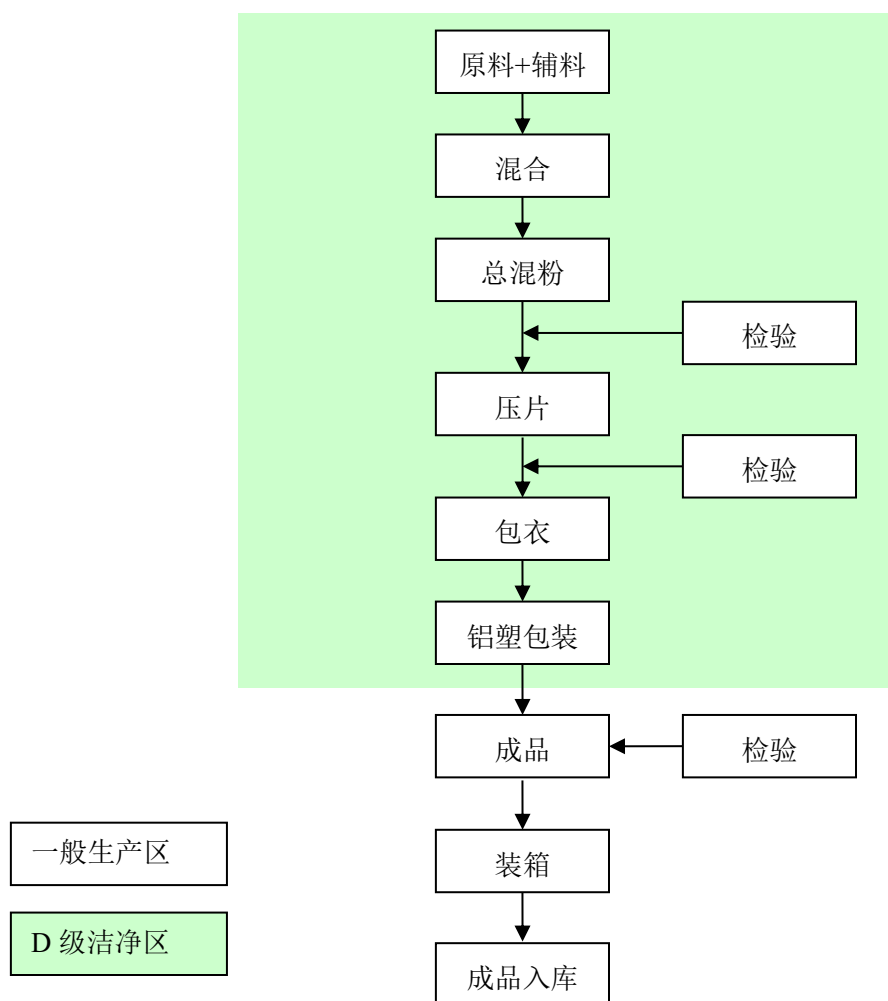 原料+辅料
混合
总混粉
检验
压片
检验
包衣
铝塑包装
成品
检验
一般生产区
装箱
D 级洁净区
成品入库